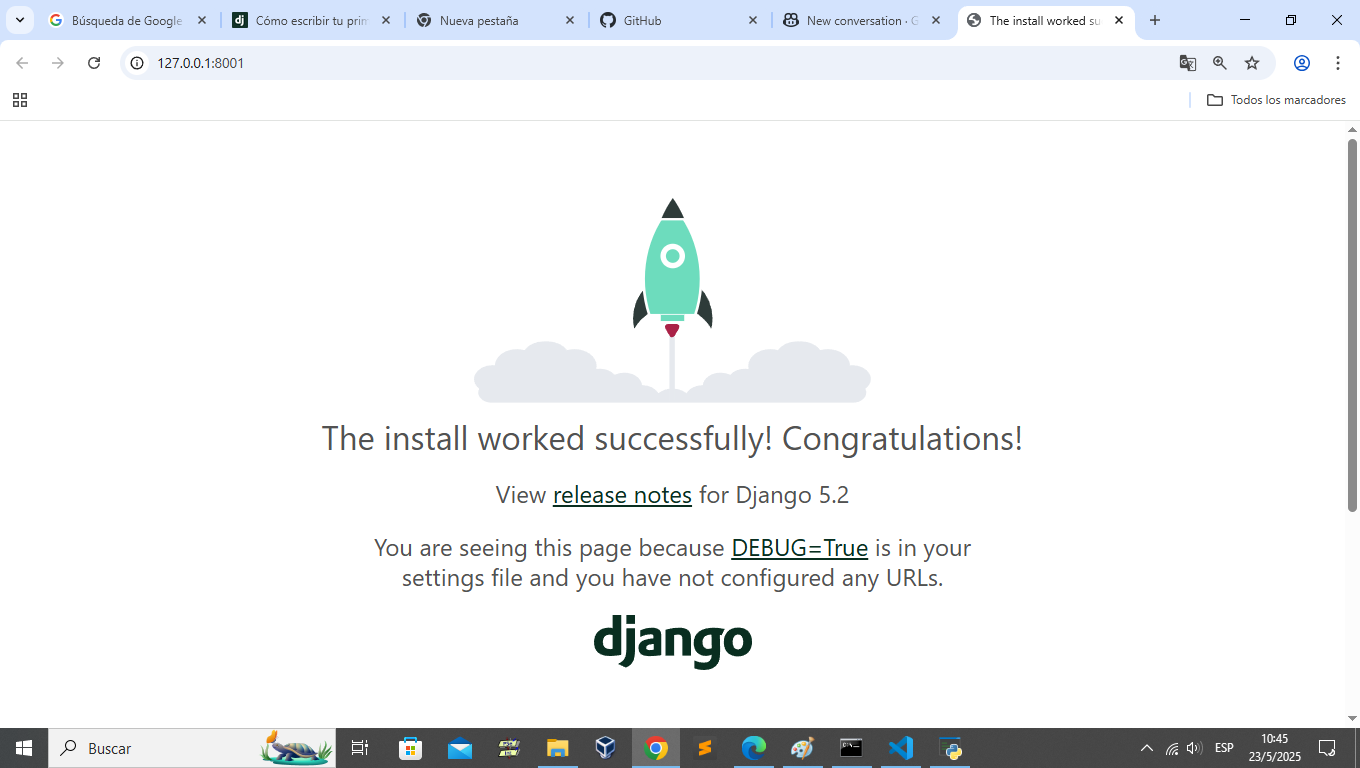 Búsqueda de Google
Cómo escribir tu prim
Nueva pestaña
GitHub
New conversation · G
The install worked su
127.0.0.1:8001
Todos los marcadores
The install worked successfully! Congratulations!
View release notes for Django 5.2
You are seeing this page because DEBUG=True is in your
settings file and you have not configured any URLs.
django
Buscar
ESP
10:45
23/5/2025